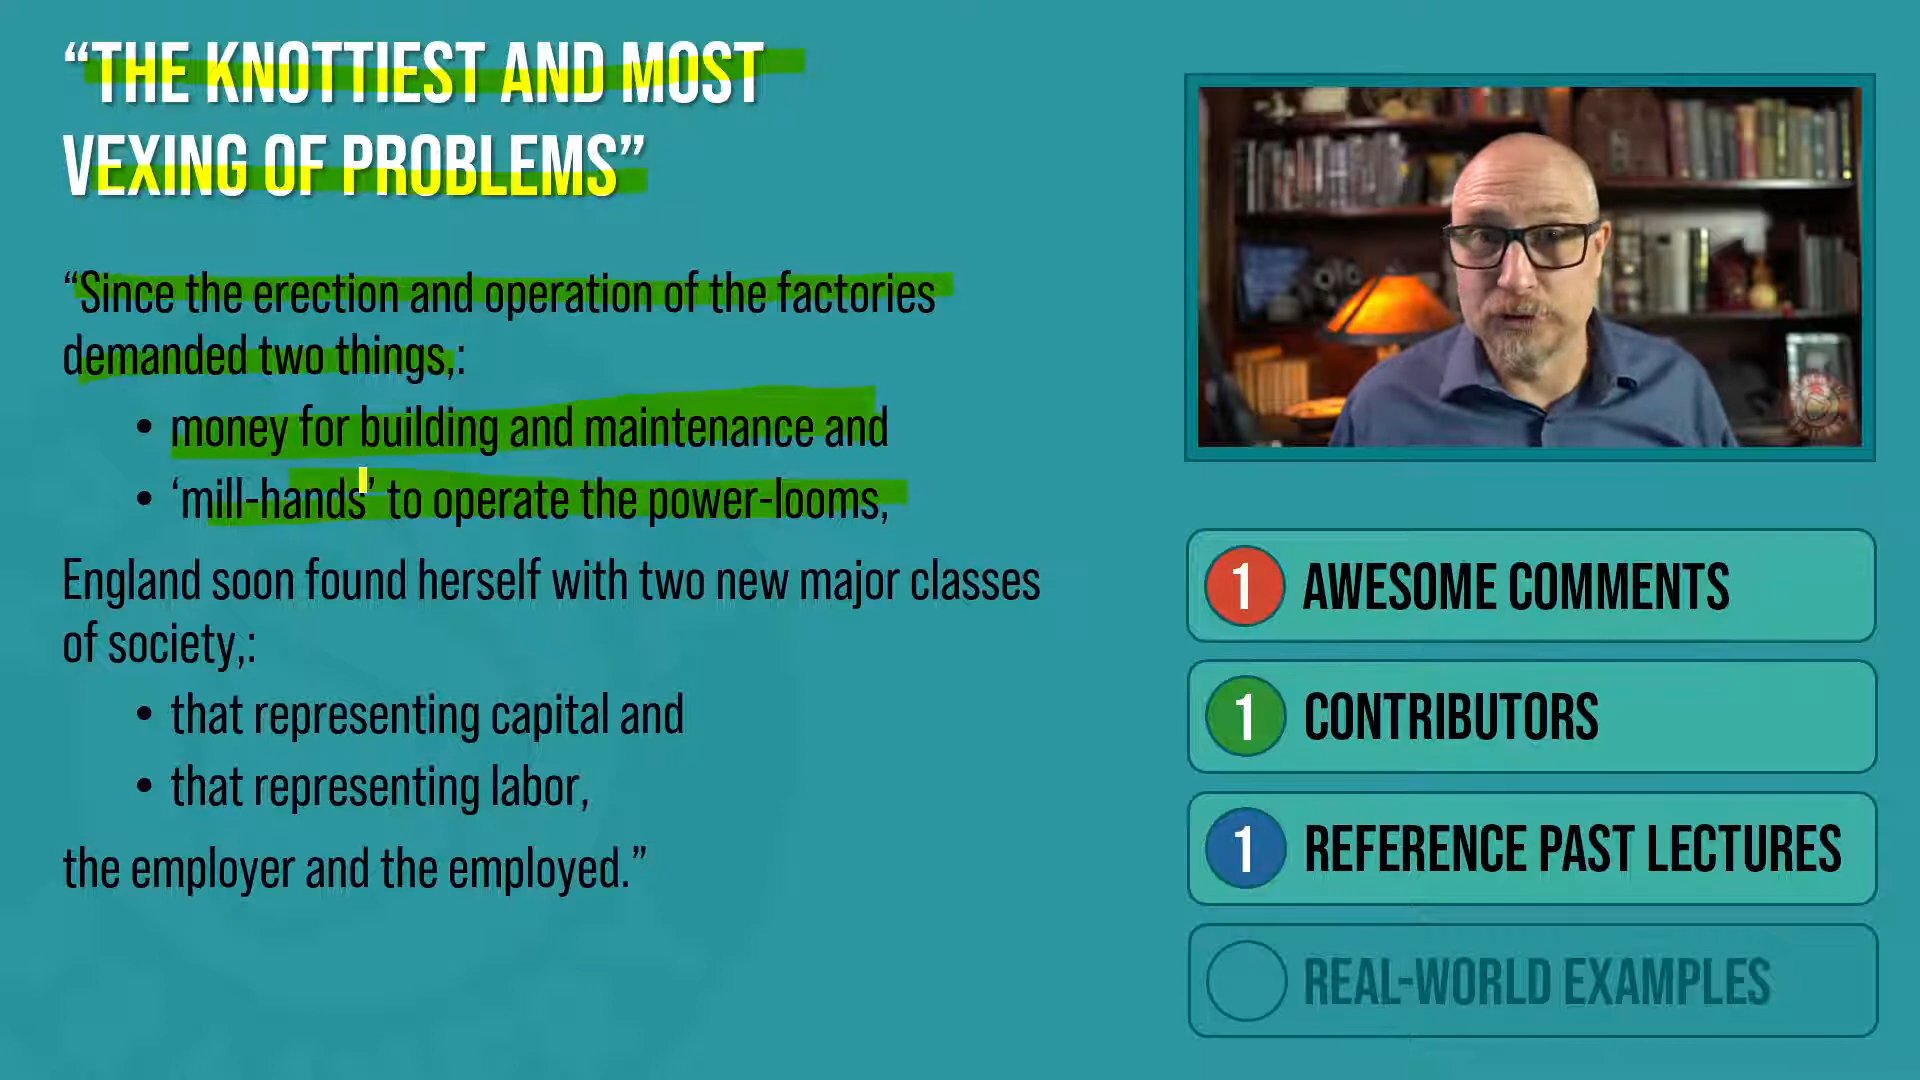 “THE KNOTTIEST AND MOST
VEXING OF PROBLEMS”
“Since the erection and operation of the factories
demanded two things,:
• money for building and maintenance and
• ‘mill-hands’ to operate the power-looms,
England soon found herself with two new major classes
of society,:
• that representing capital and
• that representing labor,
the employer and the employed.”
1 AWESOME COMMENTS
1 CONTRIBUTORS
1 REFERENCE PAST LECTURES
REAL-WORLD EXAMPLES